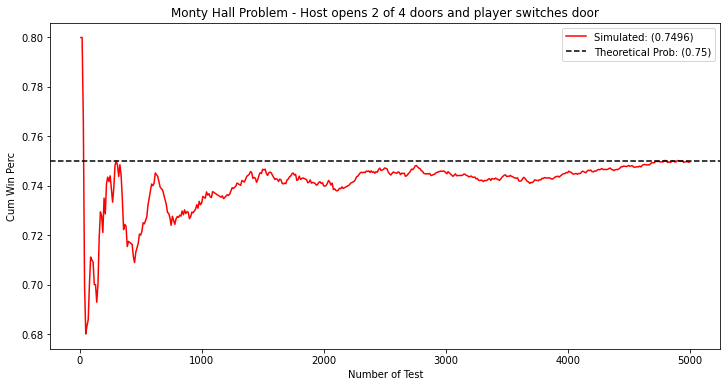 Monty Hall Problem - Host opens 2 of 4 doors and player switches door
Simulated: (0.7496)
Theoretical Prob: (0.75)
0.80
0.78
0.76
0.74
0.72
0.70
0.68
Cum Win Perc
0 1000 2000 3000 4000 5000
Number of Test